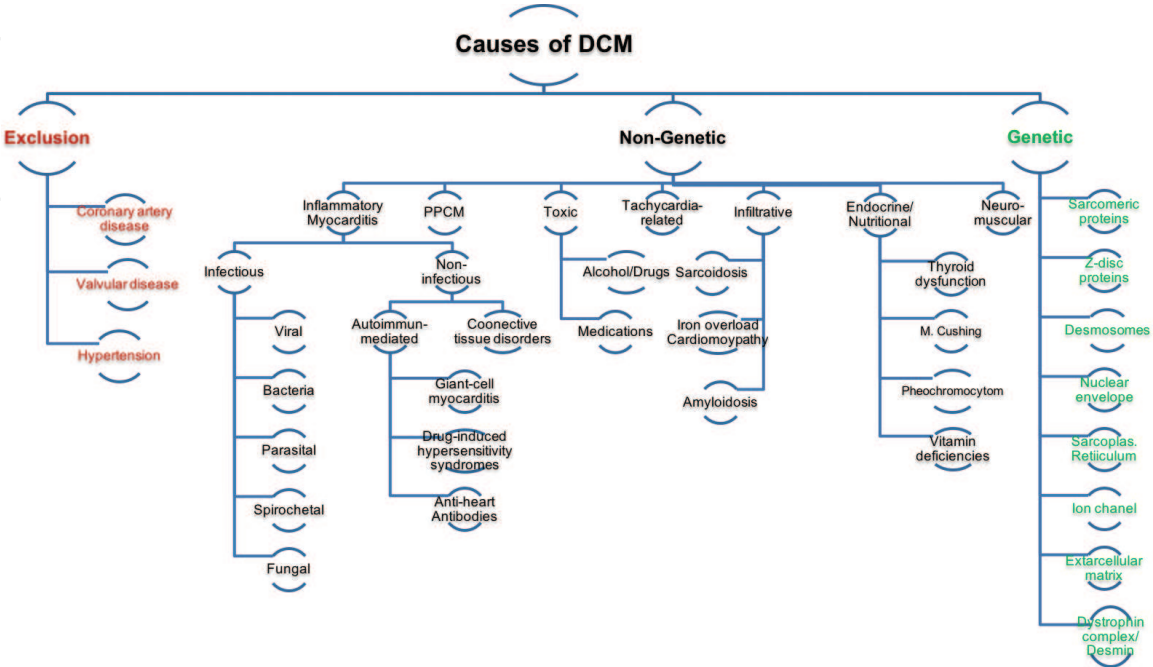 Causes of DCM
Exclusion
Non-Genetic
Genetic
Coronary artery
disease
Valvular disease
Hypertension
Inflammatory
Myocarditis
PPCM
Toxic
Tachycardia-
related
Infiltrative
Endocrine/
Nutritional
Neuro-
muscular
Infectious
Non-
infectious
Viral
Bacteria
Parasital
Spirochetal
Fungal
Autoimmun-
mediated
Coonective
tissue disorders
Giant-cell
myocarditis
Drug-induced
hypersensitivity
syndromes
Anti-heart
Antibodies
Alcohol/Drugs
Medications
Sarcoidosis
Iron overload
Cardiomoypathy
Amyloidosis
Thyroid
dysfunction
M. Cushing
Pheochromocytom
Vitamin
deficiencies
Sarcomeric
proteins
Z-disc
proteins
Desmosomes
Nuclear
envelope
Sarcoplas.
Retiiculum
Ion chanel
Extarcellular
matrix
Dystrophin
complex/
Desmin